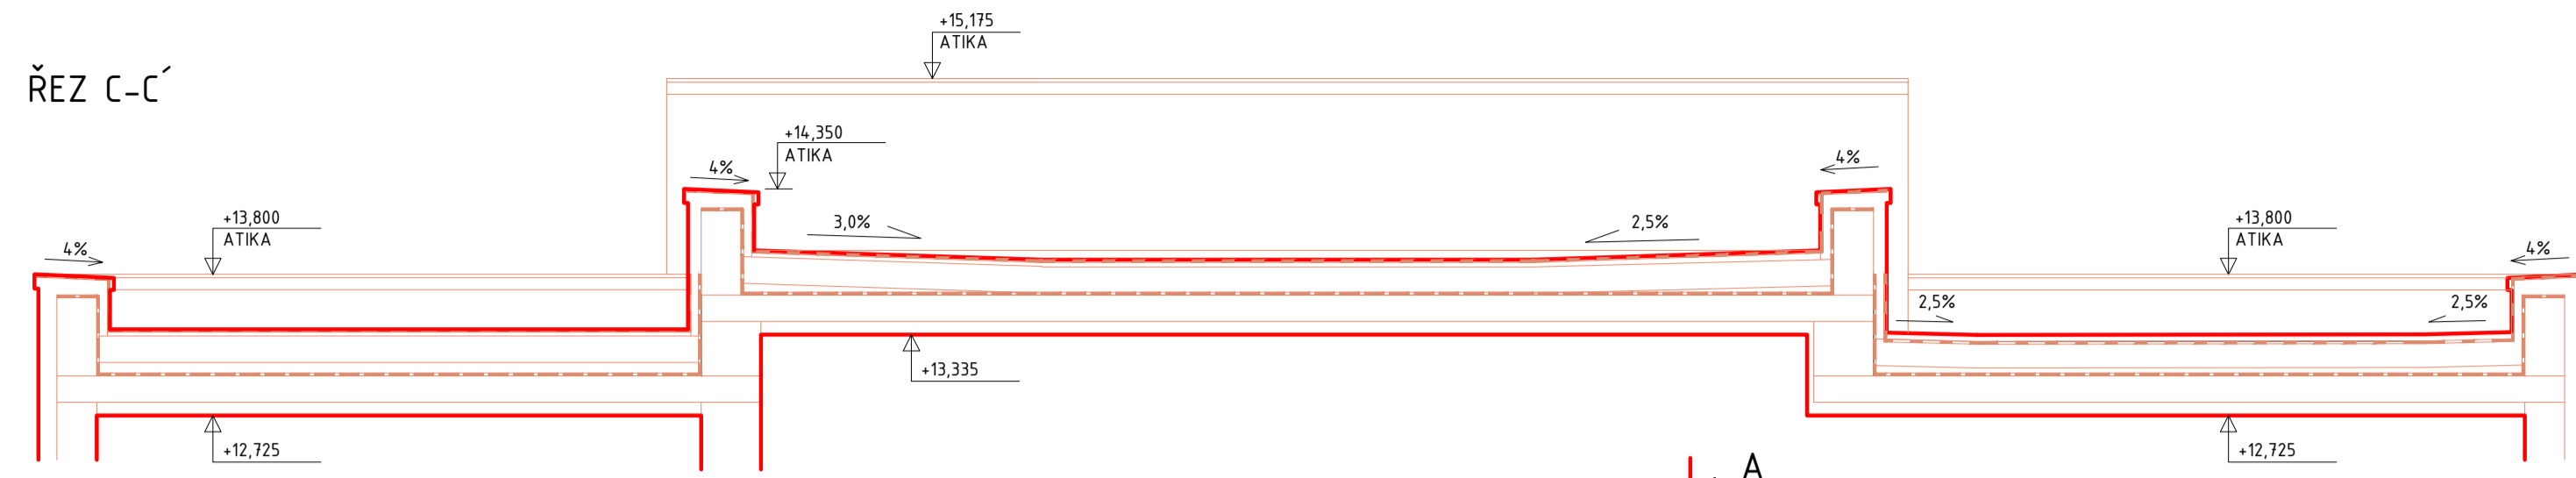 +15,175
ATIKA
ŘEZ C-C´
+14,350
ATIKA
4%
4%
+13,800
ATIKA
3,0%
2,5%
+13,800
ATIKA
4%
4%
2,5%
2,5%
+13,335
+12,725
+12,725
A